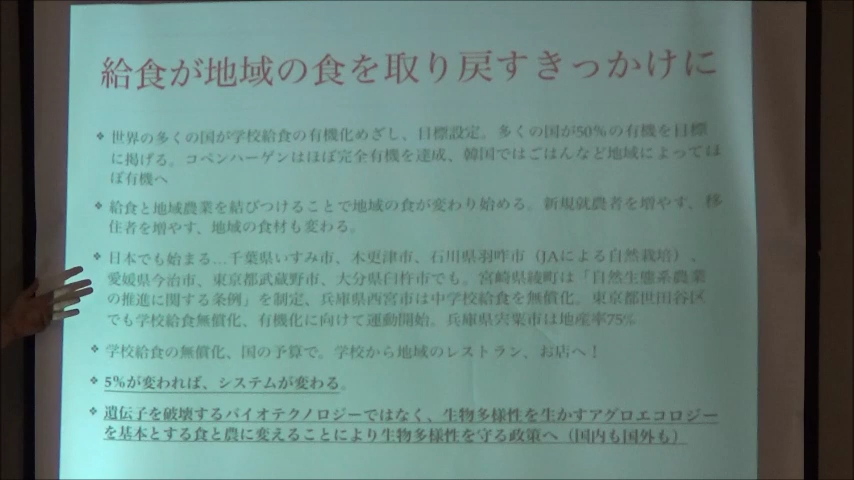 給食が地域の食を取り戻すきっかけに
❖ 世界の多くの国が学校給食の有機化めざし、目標設定。多くの国が50%の有機を目標
に掲げる。コペンハーゲンはほぼ完全有機を達成、韓国ではごはんなど地域によってほ
ぼ有機へ
❖ 給食と地域農業を結びつけることで地域の食が変わり始める。新規就農者を増やす、移
住者を増やす、地域の食材も変わる。
❖ 日本でも始まる…千葉県いすみ市、木更津市、石川県羽咋市（JAによる自然栽培）、
愛媛県今治市、東京都武蔵野市、大分県臼杵市でも。宮崎県綾町は「自然生態系農業
の推進に関する条例」を制定、兵庫県西宮市は中学校給食を無償化。東京都世田谷区
でも学校給食無償化、有機化に向けて運動開始。兵庫県宍粟市は地産率75%
❖ 学校給食の無償化、国の予算で。学校から地域のレストラン、お店へ！
❖ 5%が変われば、システムが変わる。
❖ 遺伝子を破壊するバイオテクノロジーではなく、生物多様性を生かすアグロエコロジー
を基本とする食と農に変えることにより生物多様性を守る政策へ（国内も国外も）